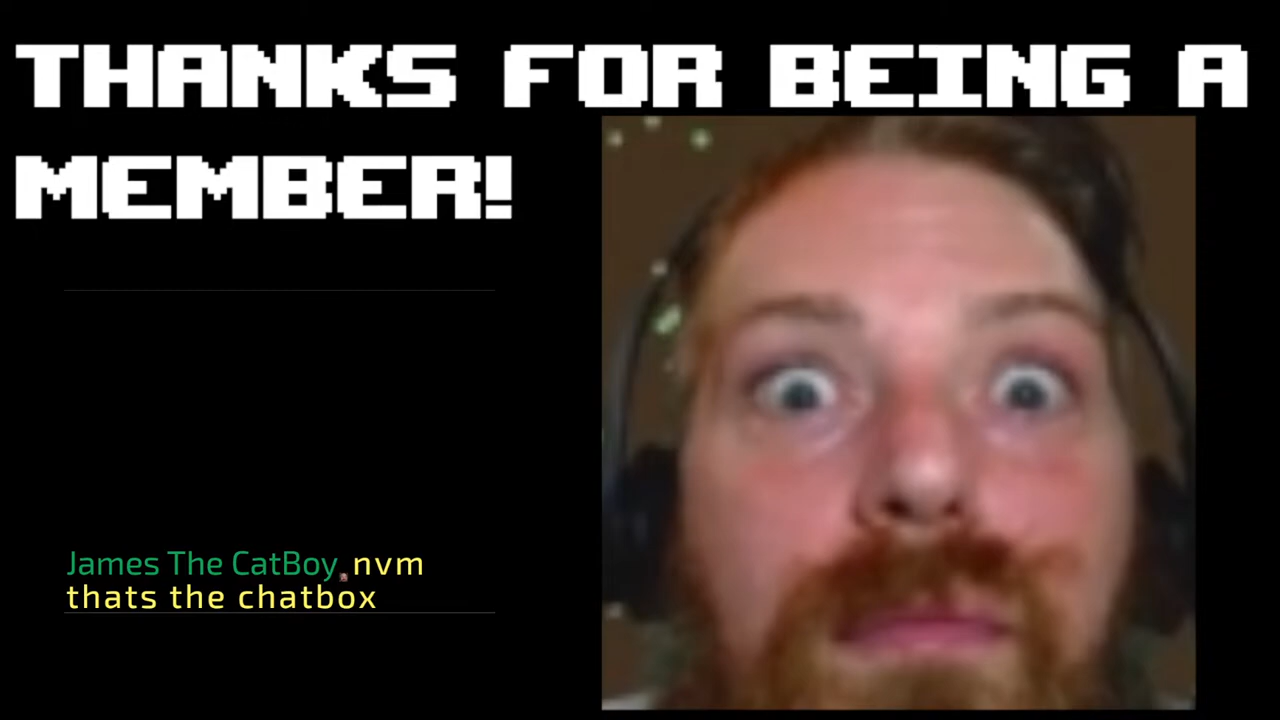 THANKS FOR BEING A
MEMBER!
James The CatBoy nvm
thats the chatbox